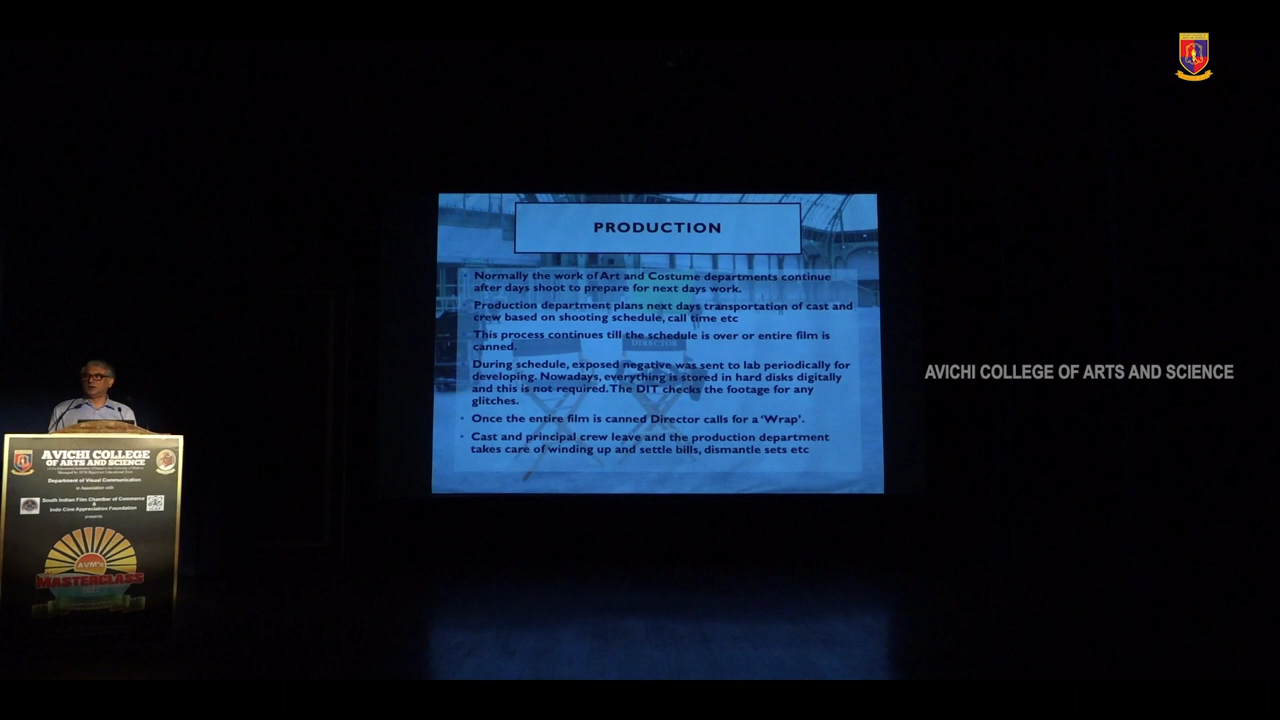 PRODUCTION
Normally the work of Art and Costume departments continue
after days shoot to prepare for next days work.
Production department plans next days transportation of cast and
crew based on shooting schedule, call time etc
This process continues till the schedule is over or entire film is
canned.
During schedule, exposed negative was sent to lab periodically for
developing. Nowadays, everything is stored in hard disks digitally
and this is not required. The DIT checks the footage for any
glitches.
Once the entire film is canned Director calls for a ‘Wrap’.
Cast and principal crew leave and the production department
takes care of winding up and settle bills, dismantle sets etc
DIRECTOR
AVICHI COLLEGE OF ARTS AND SCIENCE
AVICHI COLLEGE
OF ARTS AND SCIENCE
Department of Visual Communication
in Association with
South Indian Film Chamber of Commerce
&
Indo Cine Appreciation Foundation
presents
AVM's
MASTERCLASS